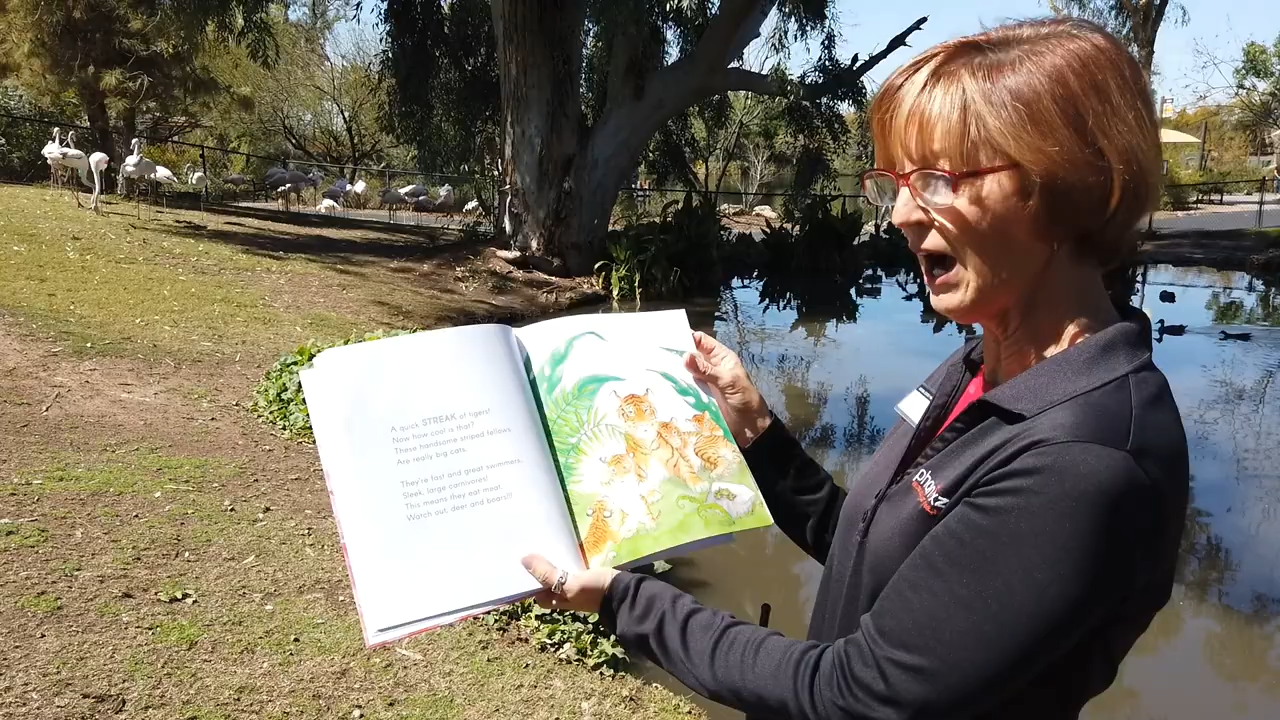 A quick STREAK of tigers!
Now how cool is that?
These handsome striped fellows
Are really big cats.
They're fast and great swimmers,
Sleek, large carnivores!
This means they eat meat.
Watch out, deer and boars!!!